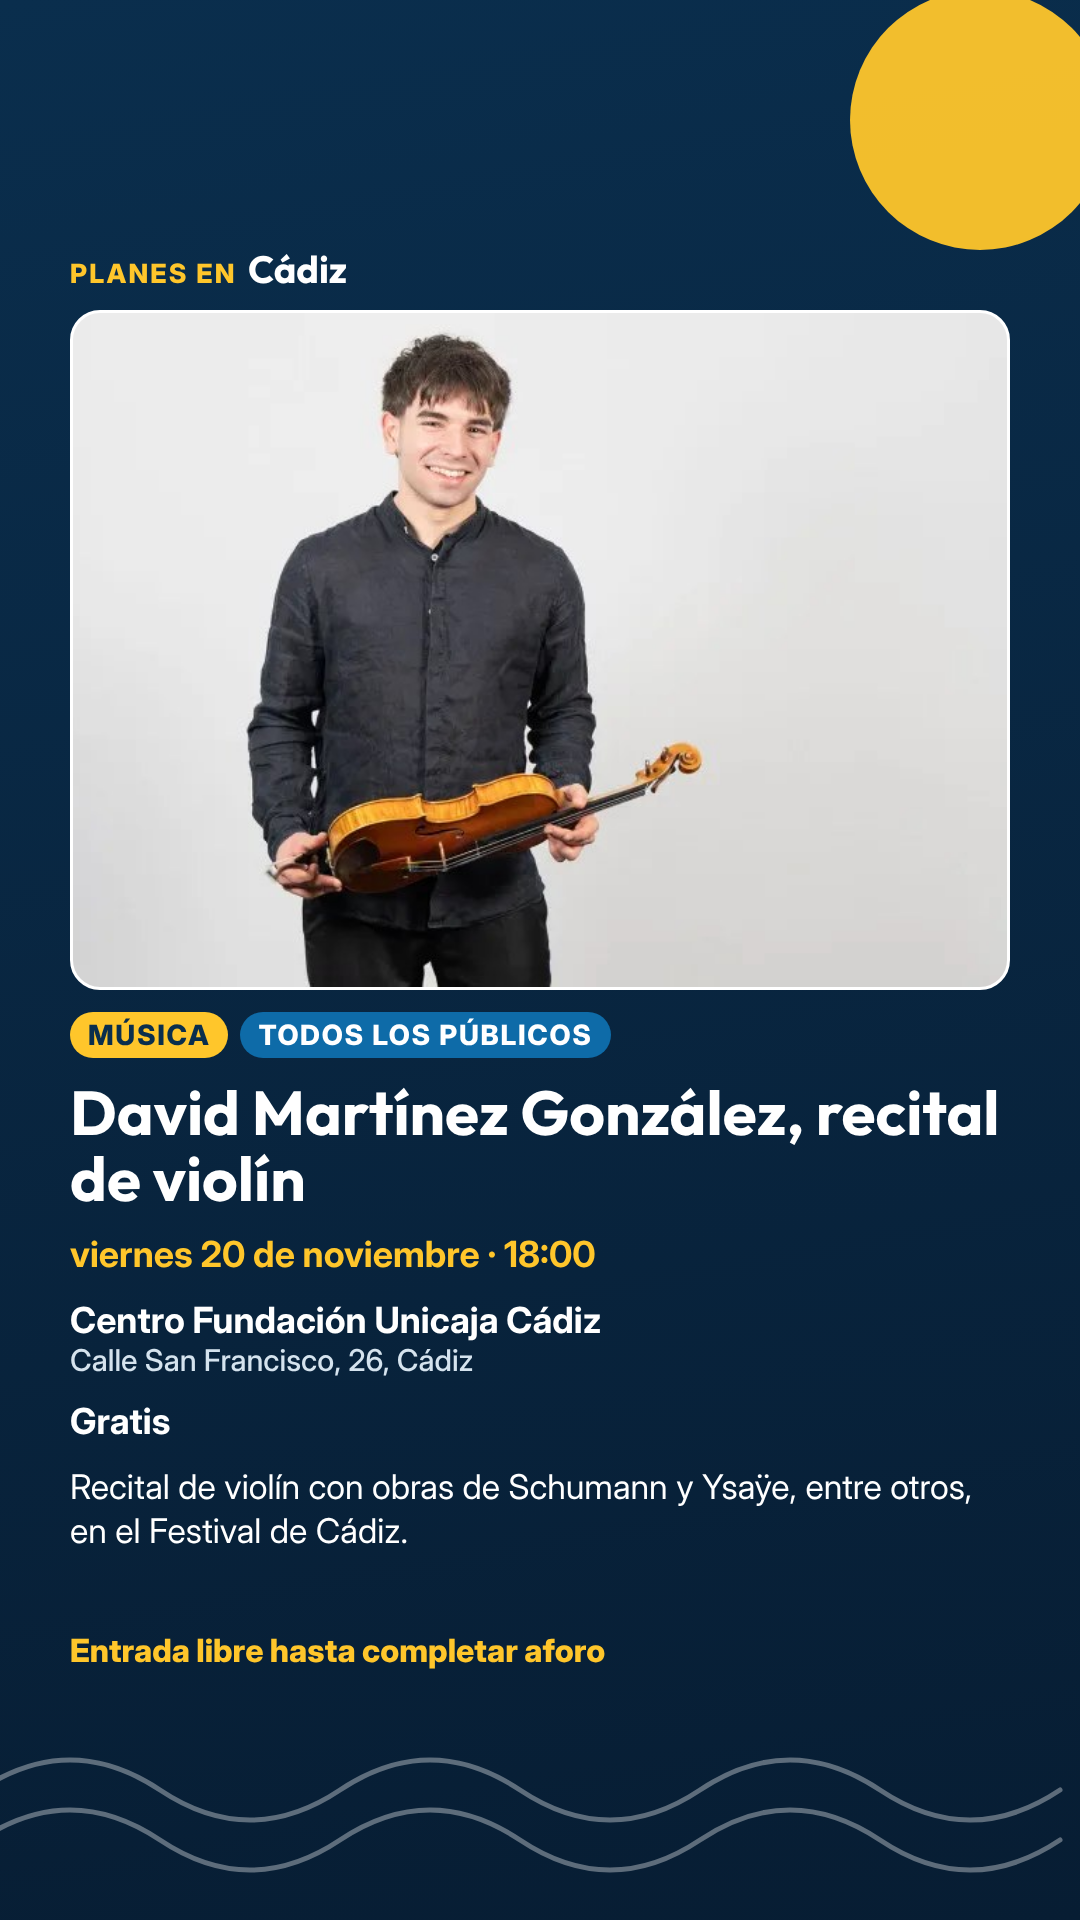 PLANES EN Cádiz
MÚSICA TODOS LOS PÚBLICOS
David Martínez González, recital
de violín
viernes 20 de noviembre · 18:00
Centro Fundación Unicaja Cádiz
Calle San Francisco, 26, Cádiz
Gratis
Recital de violín con obras de Schumann y Ysaÿe, entre otros,
en el Festival de Cádiz.
Entrada libre hasta completar aforo